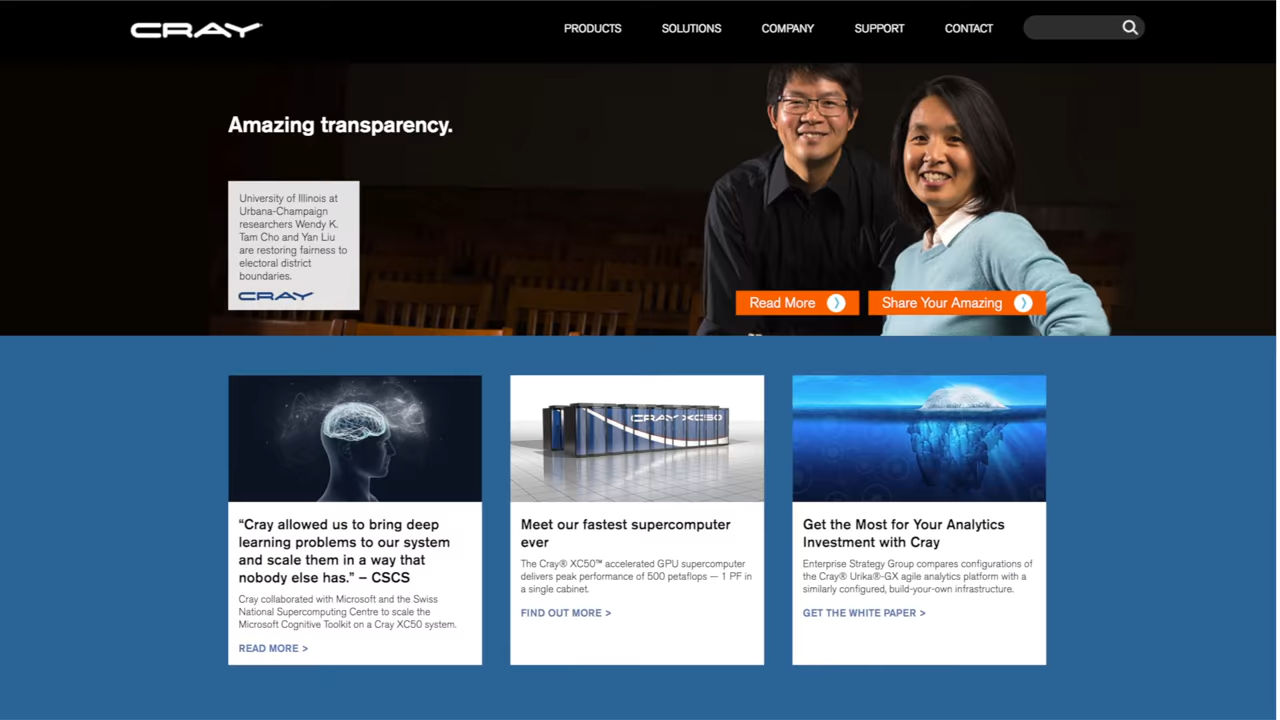 CRAY
PRODUCTS
SOLUTIONS
COMPANY
SUPPORT
CONTACT
Amazing transparency.
University of Illinois at
Urbana-Champaign
researchers Wendy K.
Tam Cho and Yan Liu
are restoring fairness to
electoral district
boundaries.
CRAY
Read More
Share Your Amazing
"Cray allowed us to bring deep
learning problems to our system
and scale them in a way that
nobody else has." – CSCS
Cray collaborated with Microsoft and the Swiss
National Supercomputing Centre to scale the
Microsoft Cognitive Toolkit on a Cray XC50 system.
READ MORE >
CRAY XC50
Meet our fastest supercomputer
ever
The Cray® XC50™ accelerated GPU supercomputer
delivers peak performance of 500 petaflops — 1 PF in
a single cabinet.
FIND OUT MORE >
Get the Most for Your Analytics
Investment with Cray
Enterprise Strategy Group compares configurations of
the Cray® Urika®-GX agile analytics platform with a
similarly configured, build-your-own infrastructure.
GET THE WHITE PAPER >